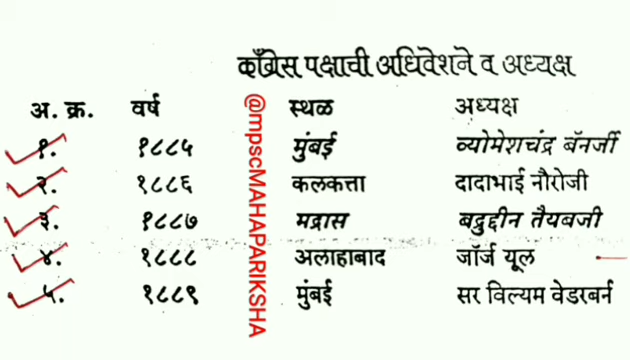 काँग्रेस पक्षाची अधिवेशने व अध्यक्ष
अ. क्र. वर्ष स्थळ अध्यक्ष
१. १८८५ मुंबई व्योमेशचंद्र बॅनर्जी
२. १८८६ कलकत्ता दादाभाई नौरोजी
३. १८८७ मद्रास बद्रुद्दीन तैयबजी
४. १८८८ अलाहाबाद जॉर्ज यूल
५. १८८९ मुंबई सर विल्यम वेडरबर्न
@mpscMAHAPARIKSHA